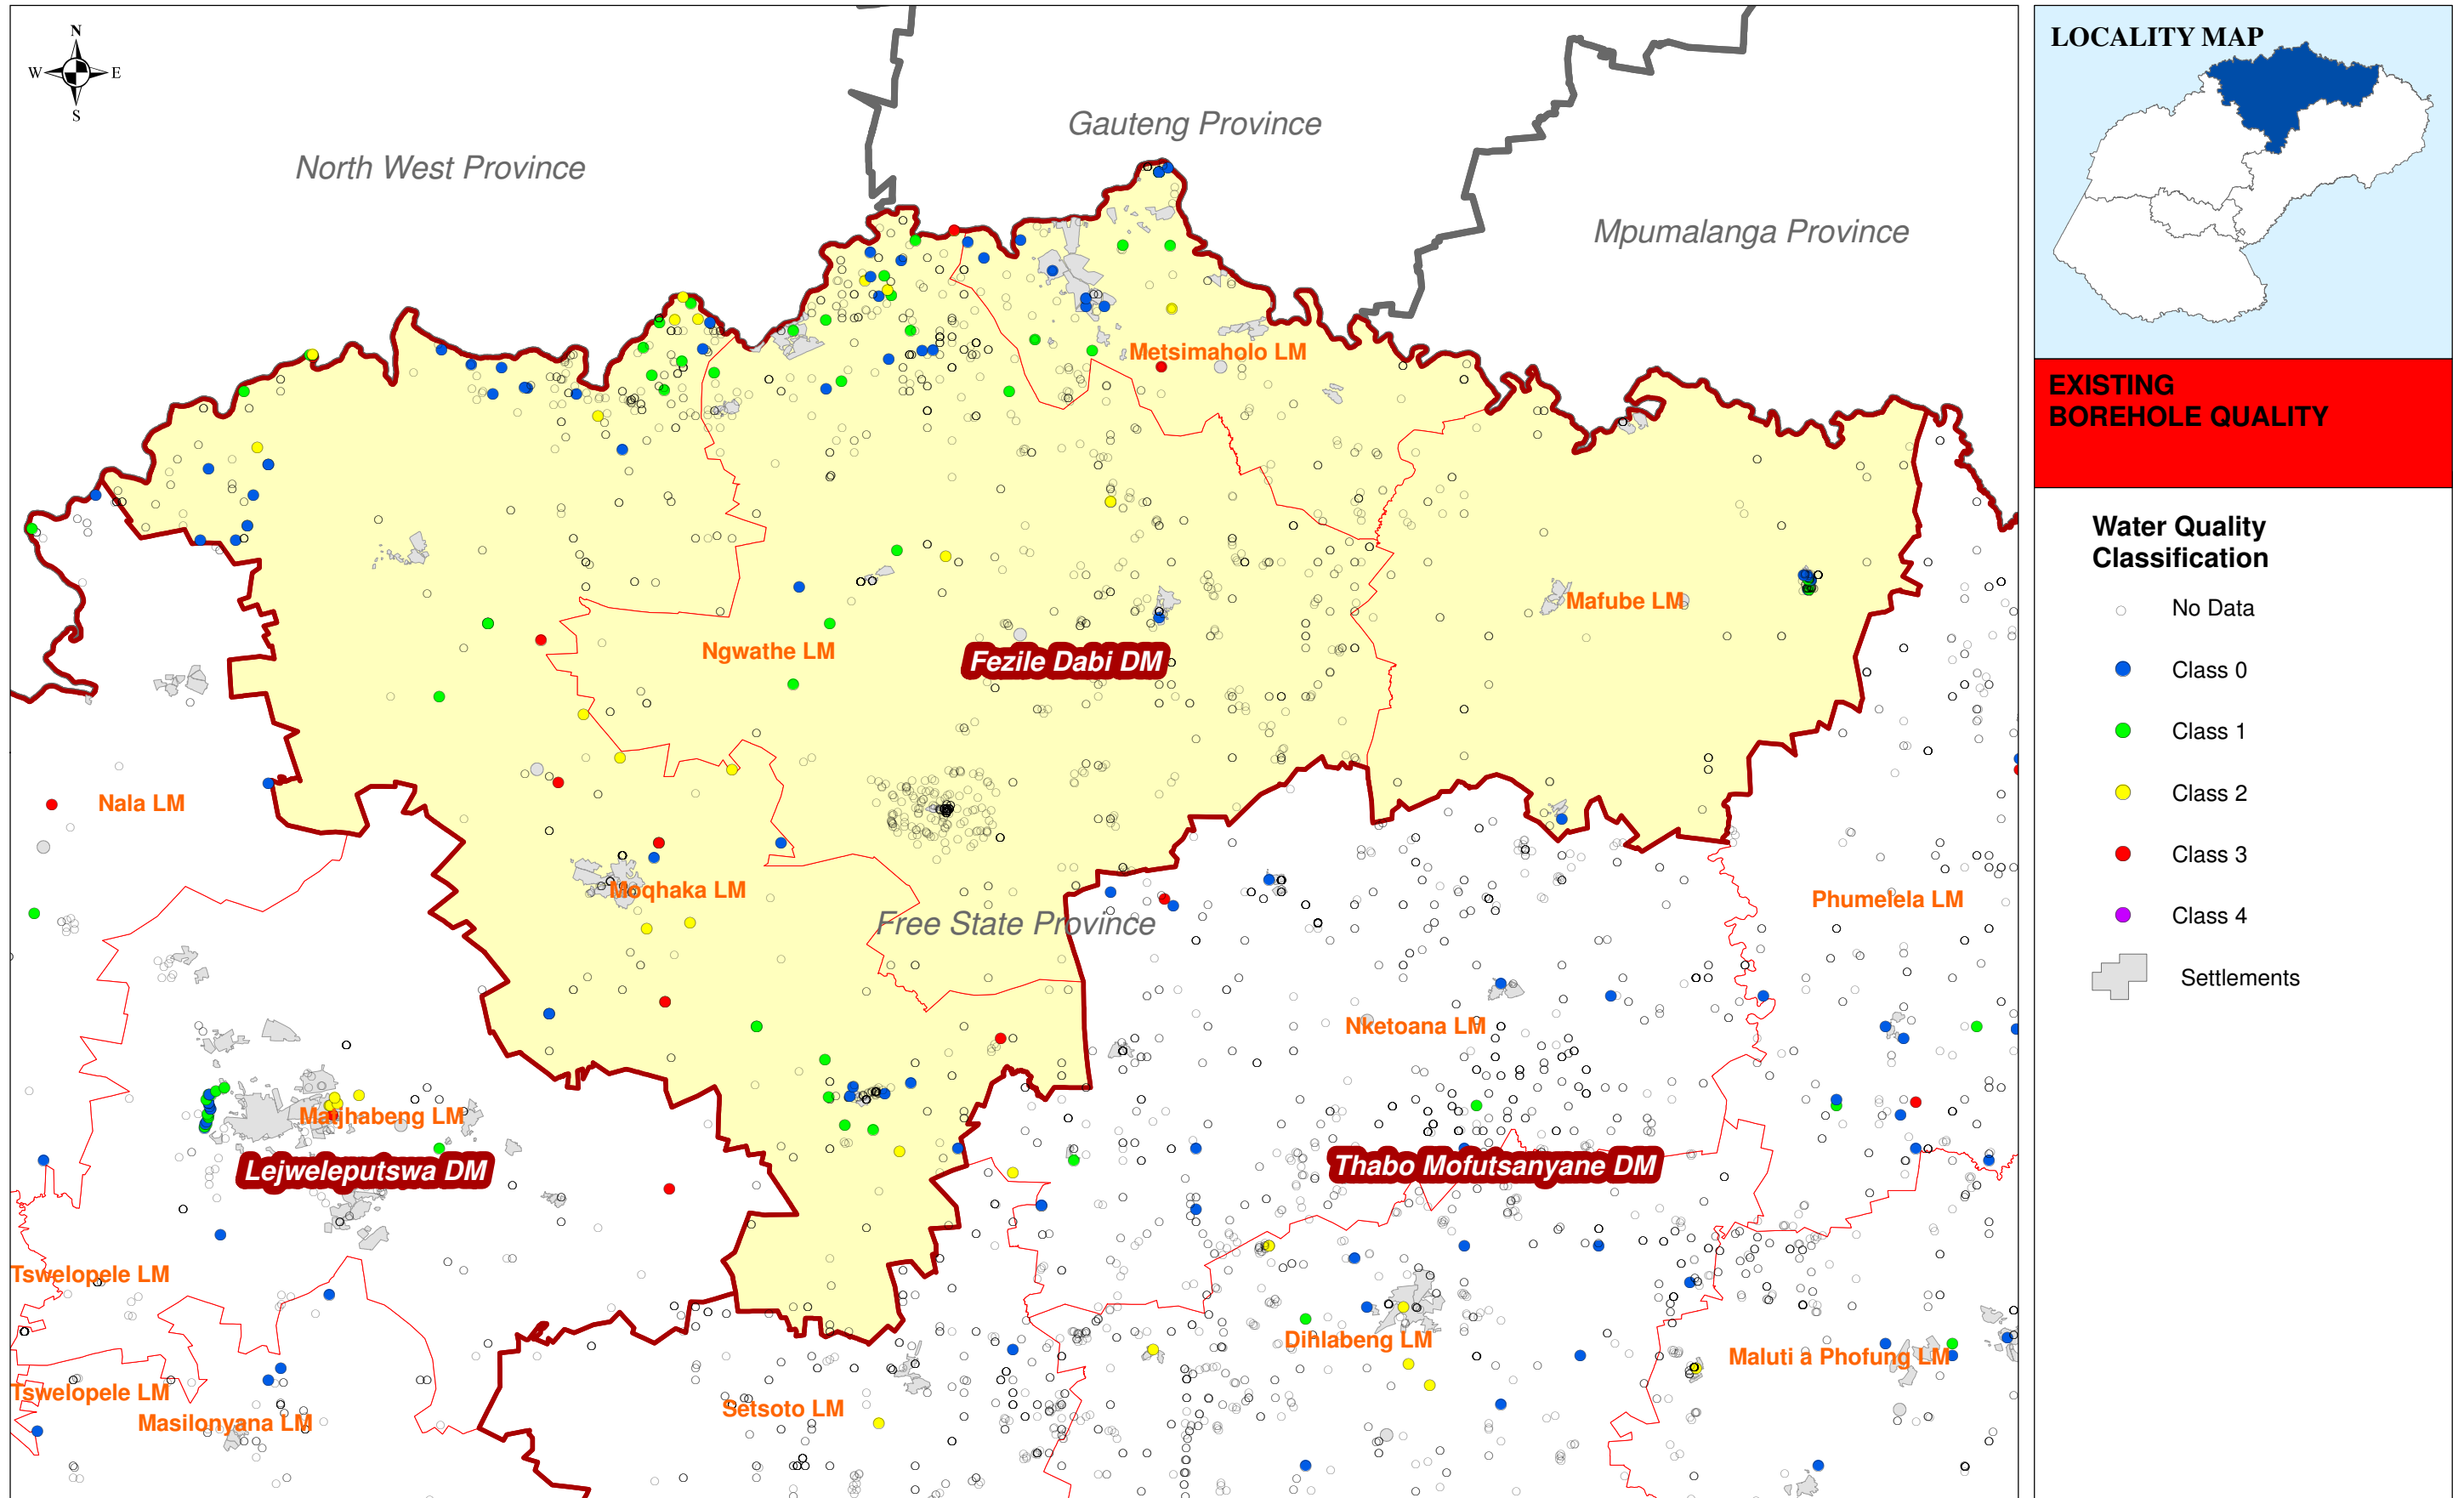 N
W
E
S
North West Province
Gauteng Province
Mpumalanga Province
Metsimaholo LM
Mafube LM
Ngwathe LM
Fezile Dabi DM
Nala LM
Moqhaka LM
Free State Province
Phumelela LM
Nketoana LM
Matjhabeng LM
Lejweleputswa DM
Thabo Mofutsanyane DM
Tswelopele LM
Dihlabeng LM
Maluti a Phofung LM
Tswelopele LM
Masilonyana LM
Setsoto LM
LOCALITY MAP
EXISTING
BOREHOLE QUALITY
Water Quality
Classification
No Data
Class 0
Class 1
Class 2
Class 3
Class 4
Settlements